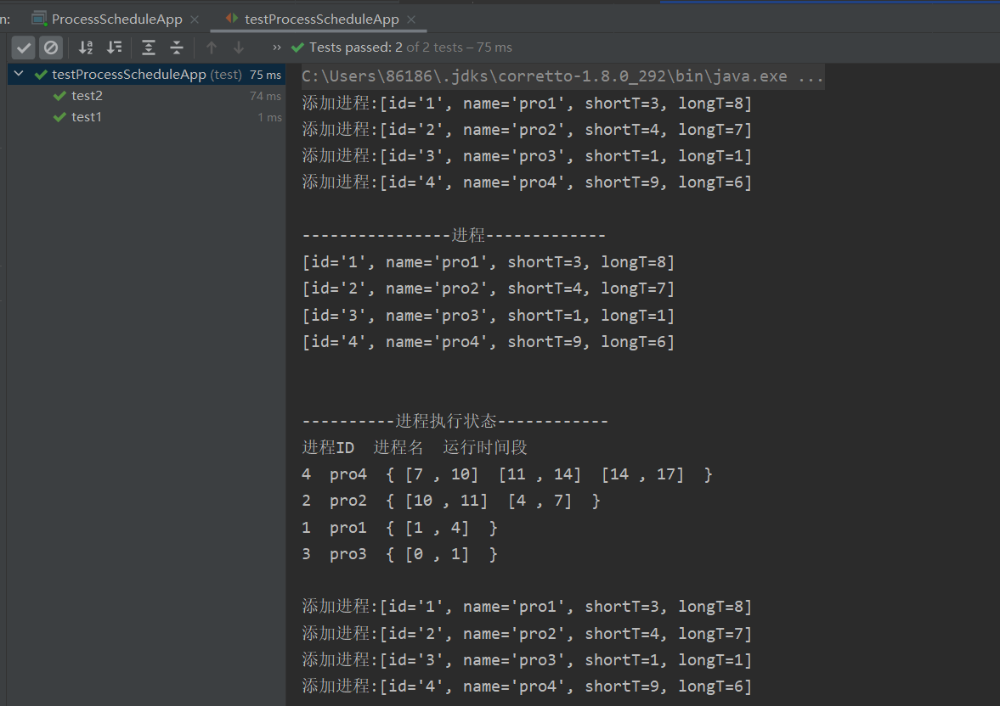 n:
ProcessScheduleApp
testProcessScheduleApp
Tests passed: 2 of 2 tests – 75 ms
testProcessScheduleApp (test) 75 ms
test2 74 ms
test1 1 ms
C:\Users\86186\.jdks\corretto-1.8.0_292\bin\java.exe ...
添加进程:[id='1', name='pro1', shortT=3, longT=8]
添加进程:[id='2', name='pro2', shortT=4, longT=7]
添加进程:[id='3', name='pro3', shortT=1, longT=1]
添加进程:[id='4', name='pro4', shortT=9, longT=6]
----------------进程-------------
[id='1', name='pro1', shortT=3, longT=8]
[id='2', name='pro2', shortT=4, longT=7]
[id='3', name='pro3', shortT=1, longT=1]
[id='4', name='pro4', shortT=9, longT=6]
----------进程执行状态------------
进程ID  进程名  运行时间段
4  pro4  { [7 , 10]  [11 , 14]  [14 , 17]  }
2  pro2  { [10 , 11]  [4 , 7]  }
1  pro1  { [1 , 4]  }
3  pro3  { [0 , 1]  }
添加进程:[id='1', name='pro1', shortT=3, longT=8]
添加进程:[id='2', name='pro2', shortT=4, longT=7]
添加进程:[id='3', name='pro3', shortT=1, longT=1]
添加进程:[id='4', name='pro4', shortT=9, longT=6]